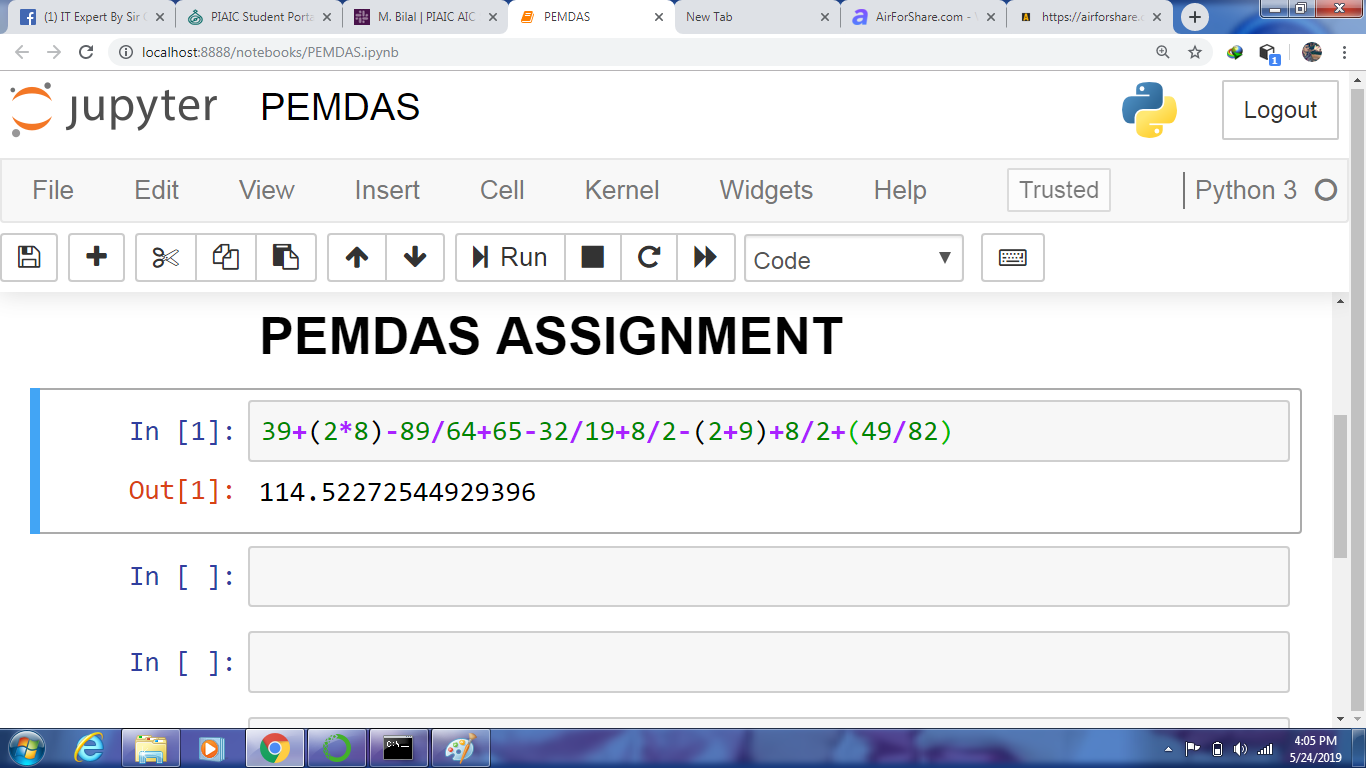 (1) IT Expert By Sir
PIAIC Student Porta
M. Bilal | PIAIC AIC
PEMDAS
New Tab
AirForShare.com -
https://airforshare.
localhost:8888/notebooks/PEMDAS.ipynb
1
jupyter PEMDAS
Logout
File Edit View Insert Cell Kernel Widgets Help Trusted Python 3
Run Code
PEMDAS ASSIGNMENT
In [1]: 39+(2*8)-89/64+65-32/19+8/2-(2+9)+8/2+(49/82)
Out[1]: 114.52272544929396
In [ ]:
In [ ]:
C:\_
4:05 PM
5/24/2019